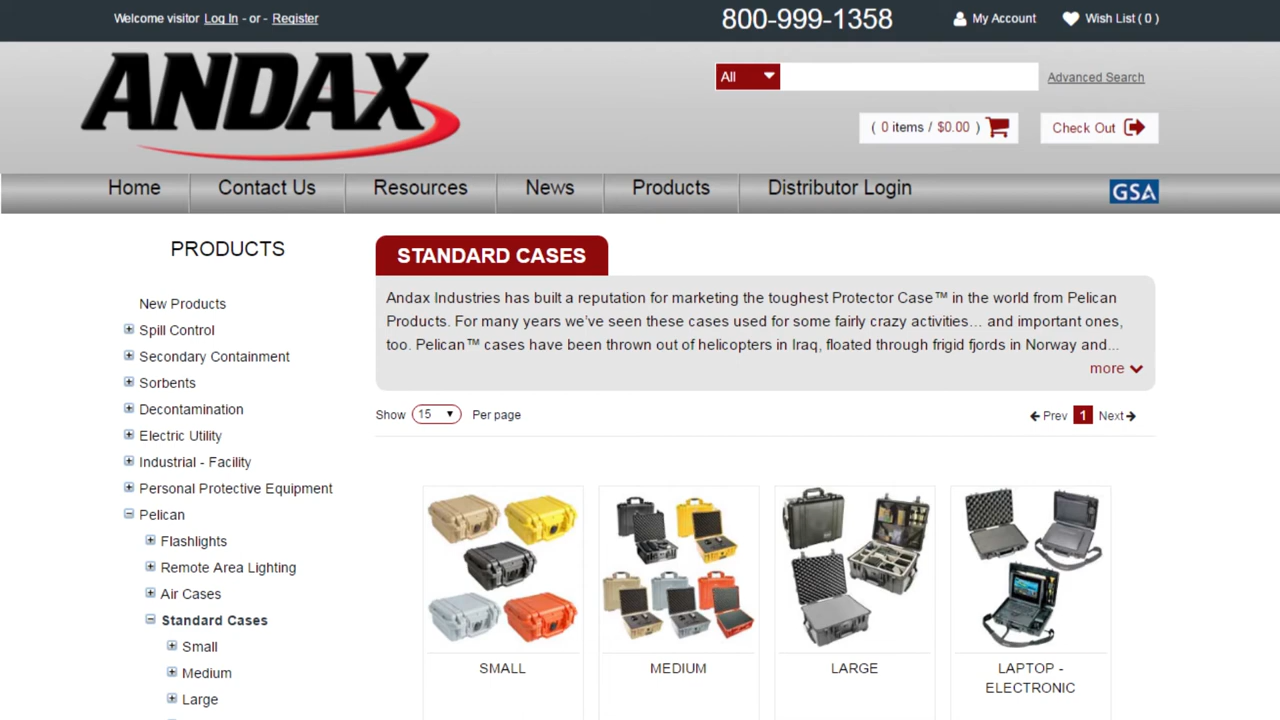 Welcome visitor Log In - or - Register
800-999-1358
My Account
Wish List ( 0 )
ANDAX
All
Advanced Search
( 0 items / $0.00 )
Check Out
Home
Contact Us
Resources
News
Products
Distributor Login
GSA
PRODUCTS
New Products
Spill Control
Secondary Containment
Sorbents
Decontamination
Electric Utility
Industrial - Facility
Personal Protective Equipment
Pelican
Flashlights
Remote Area Lighting
Air Cases
Standard Cases
Small
Medium
Large
STANDARD CASES
Andax Industries has built a reputation for marketing the toughest Protector Case™ in the world from Pelican
Products. For many years we've seen these cases used for some fairly crazy activities… and important ones,
too. Pelican™ cases have been thrown out of helicopters in Iraq, floated through frigid fjords in Norway and...
more
Show 15 Per page
Prev 1 Next
SMALL
MEDIUM
LARGE
LAPTOP -
ELECTRONIC